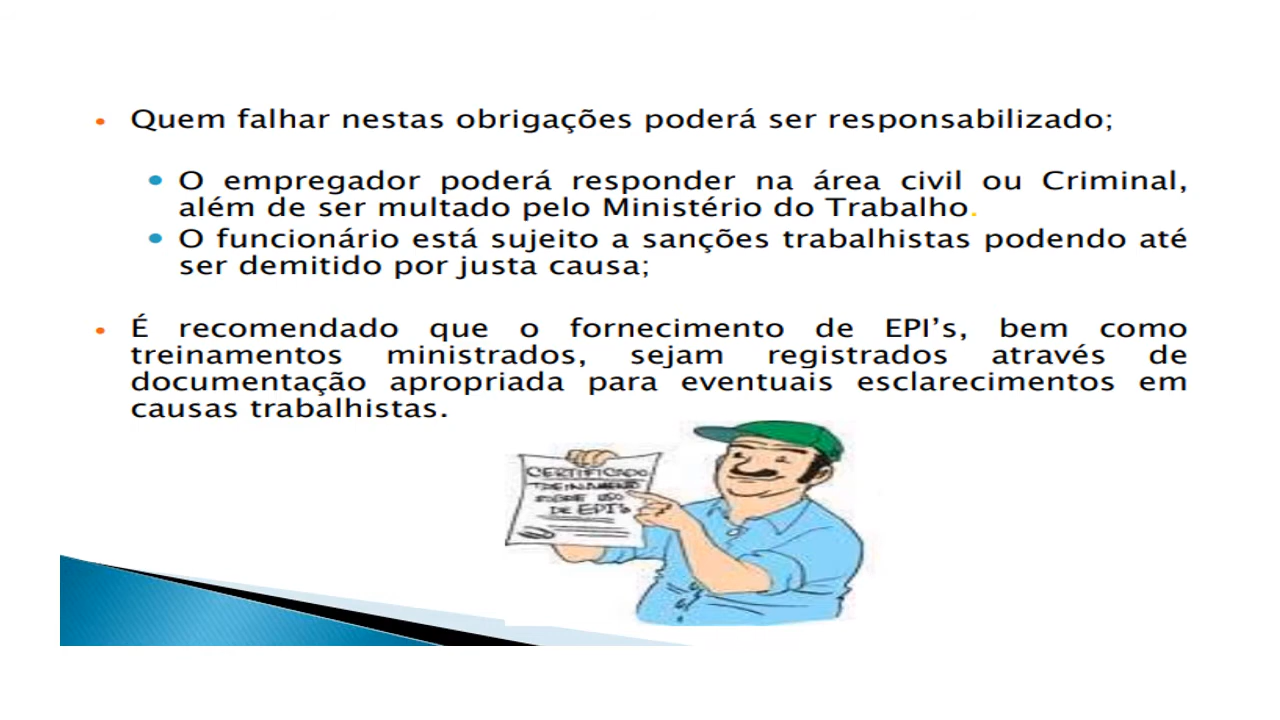 Quem falhar nestas obrigações poderá ser responsabilizado;
O empregador poderá responder na área civil ou Criminal,
além de ser multado pelo Ministério do Trabalho.
O funcionário está sujeito a sanções trabalhistas podendo até
ser demitido por justa causa;
É recomendado que o fornecimento de EPI’s, bem como
treinamentos ministrados, sejam registrados através de
documentação apropriada para eventuais esclarecimentos em
causas trabalhistas.
CERTIFICADO
TREINAMENTO
SOBRE USO
DE EPI's